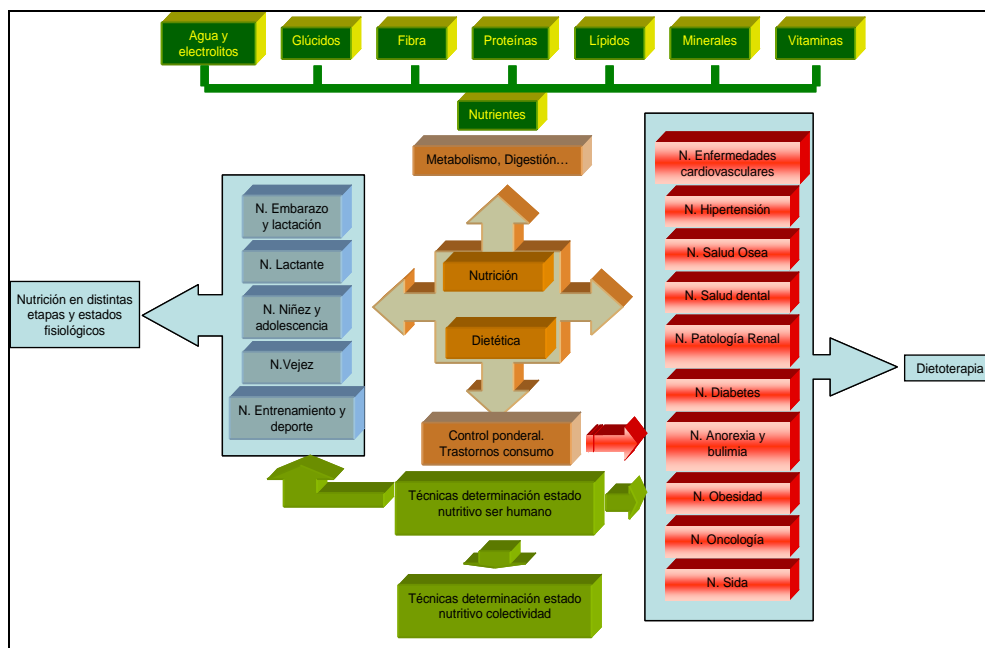 Agua y
electrolitos
Glúcidos
Fibra
Proteínas
Lípidos
Minerales
Vitaminas
Nutrientes
Metabolismo, Digestión…
N. Embarazo
y lactación
N. Lactante
N. Niñez y
adolescencia
N.Vejez
N. Entrenamiento y
deporte
Nutrición en distintas
etapas y estados
fisiológicos
Nutrición
Dietética
Control ponderal.
Trastornos consumo
Técnicas determinación estado
nutritivo ser humano
Técnicas determinación estado
nutritivo colectividad
N. Enfermedades
cardiovasculares
N. Hipertensión
N. Salud Osea
N. Salud dental
N. Patología Renal
N. Diabetes
N. Anorexia y
bulimia
N. Obesidad
N. Oncología
N. Sida
Dietoterapia